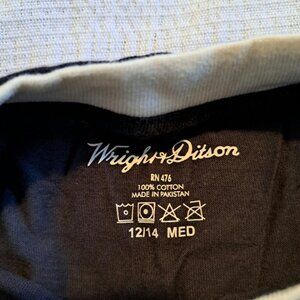 Wright & Ditson
RN 476
100% COTTON
MADE IN PAKISTAN
12/14 MED